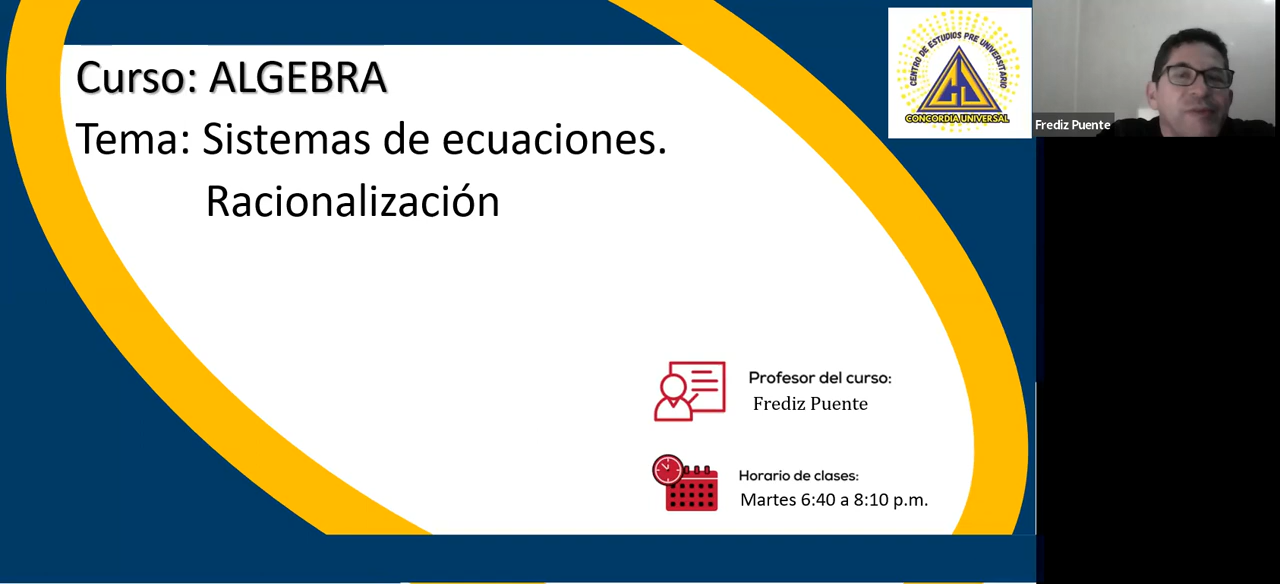 Curso: ALGEBRA
Tema: Sistemas de ecuaciones.
Racionalización
CENTRO DE ESTUDIOS PRE UNIVERSITARIO
CONCORDIA UNIVERSAL
Frediz Puente
Profesor del curso:
Frediz Puente
Horario de clases:
Martes 6:40 a 8:10 p.m.